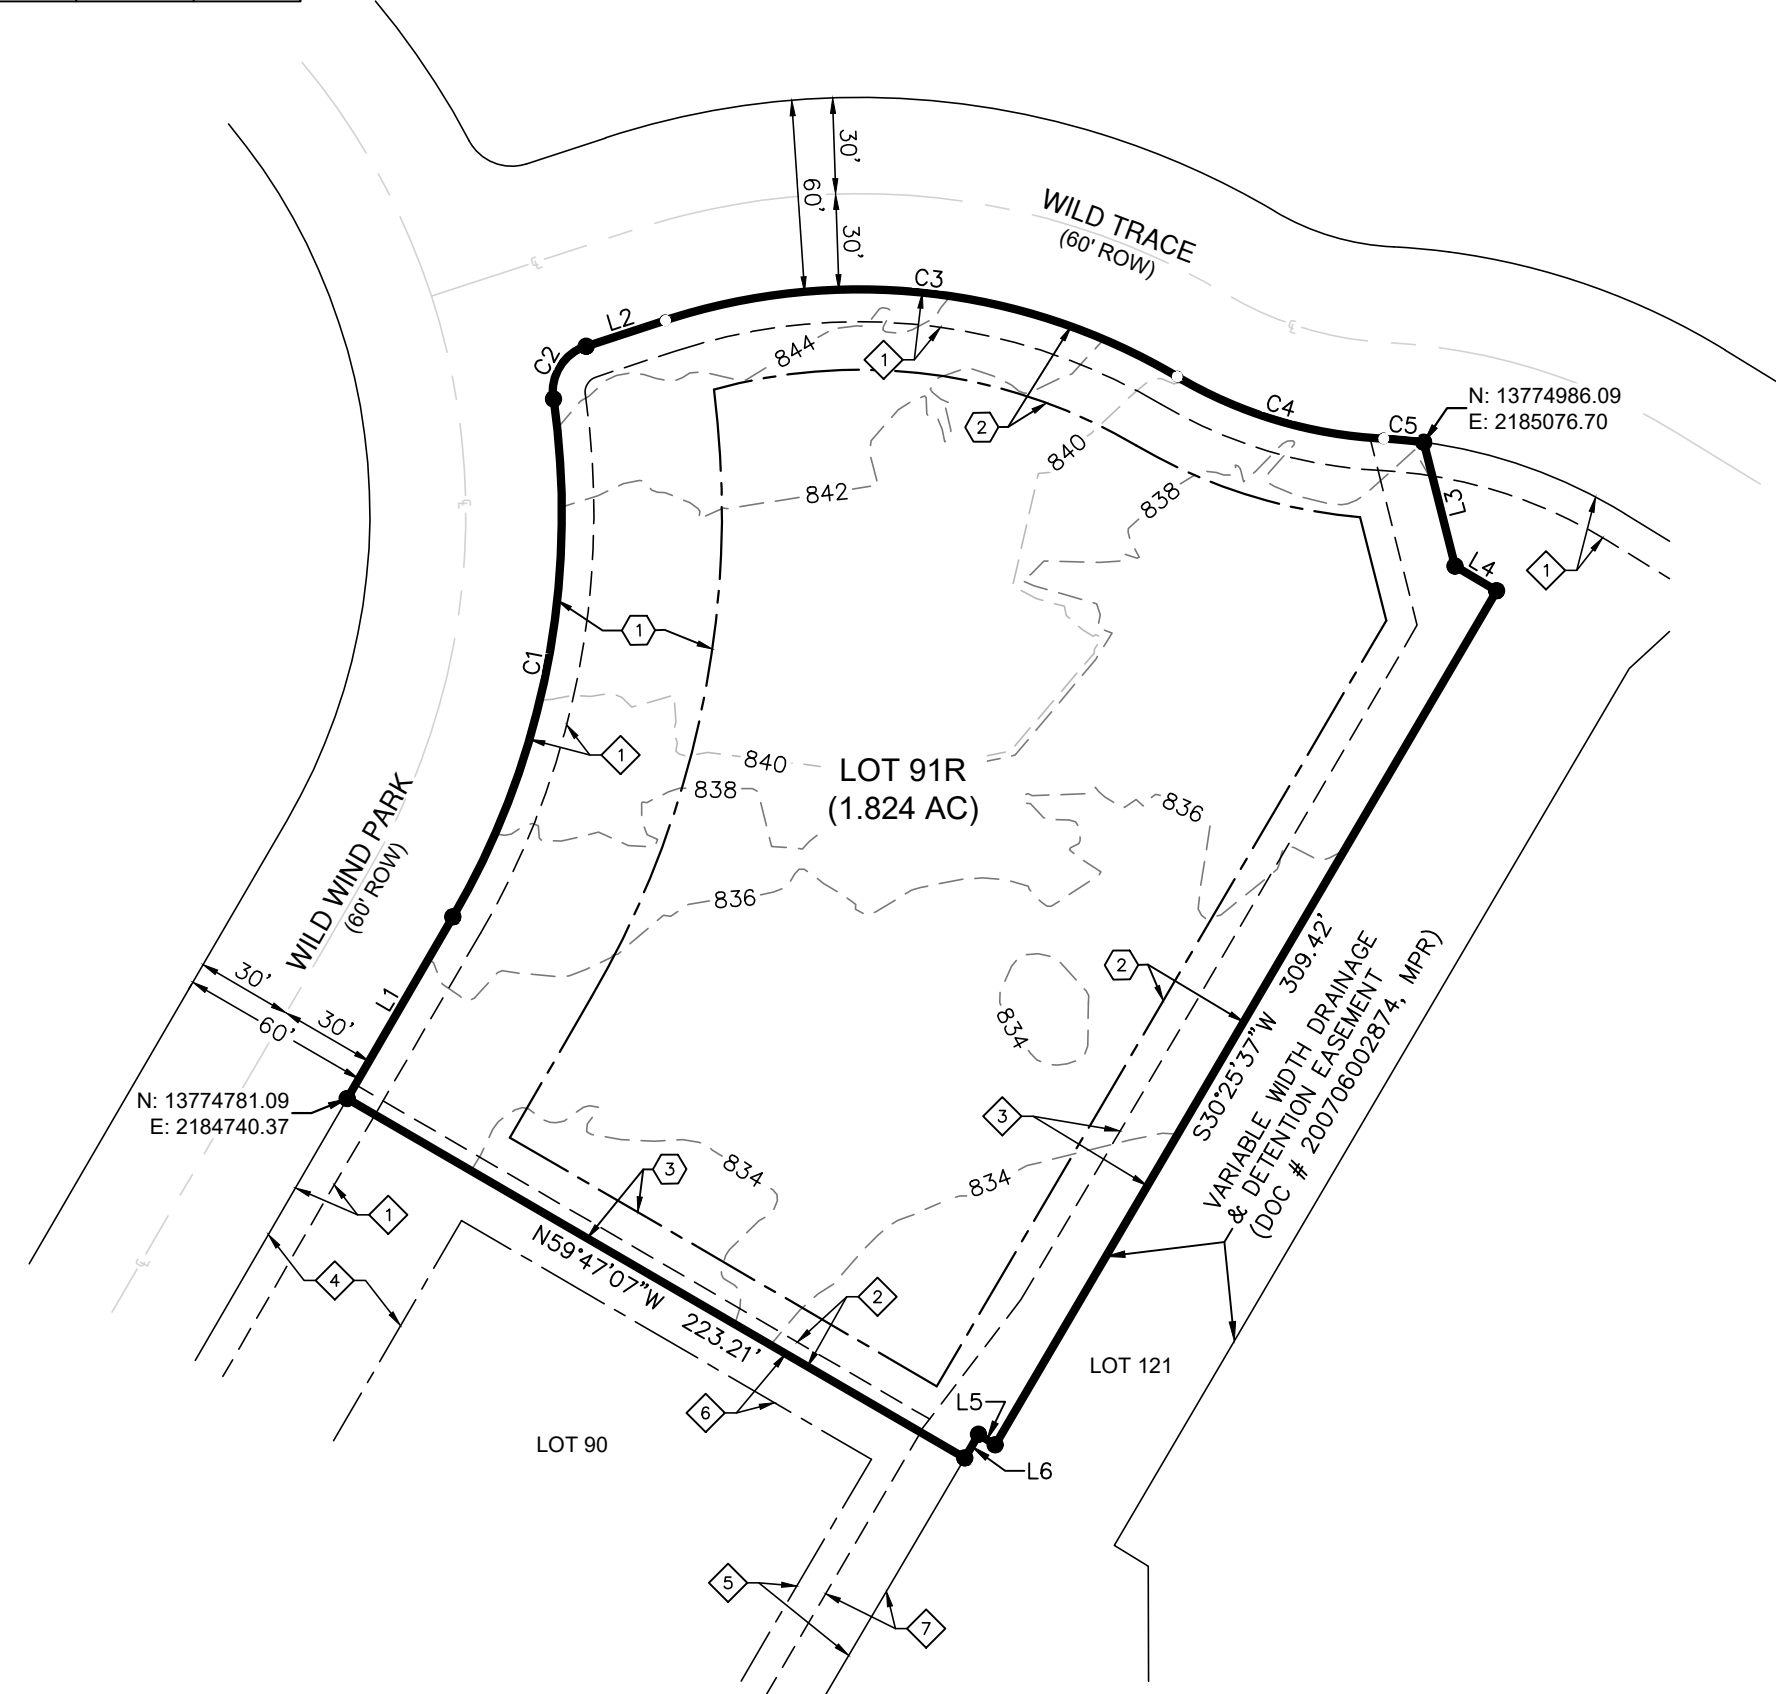 30'
60'
30'
WILD TRACE
(60' ROW)
C3
L2
C2
844
1
2
C4
C5
N: 13774986.09
E: 2185076.70
840
842
838
L3
L4
1
1
C1
1
840
838
LOT 91R
(1.824 AC)
836
836
WILD WIND PARK
(60' ROW)
L1
30'
30'
60'
2
834
309.42'
S30°25'37"W
VARIABLE WIDTH DRAINAGE
& DETENTION EASEMENT
(DOC # 200706002874, MPR)
N: 13774781.09
E: 2184740.37
3
3
834
834
1
4
N59°47'07"W
223.21'
2
6
LOT 90
L5
L6
LOT 121
5
7
℄
℄
℄
℄